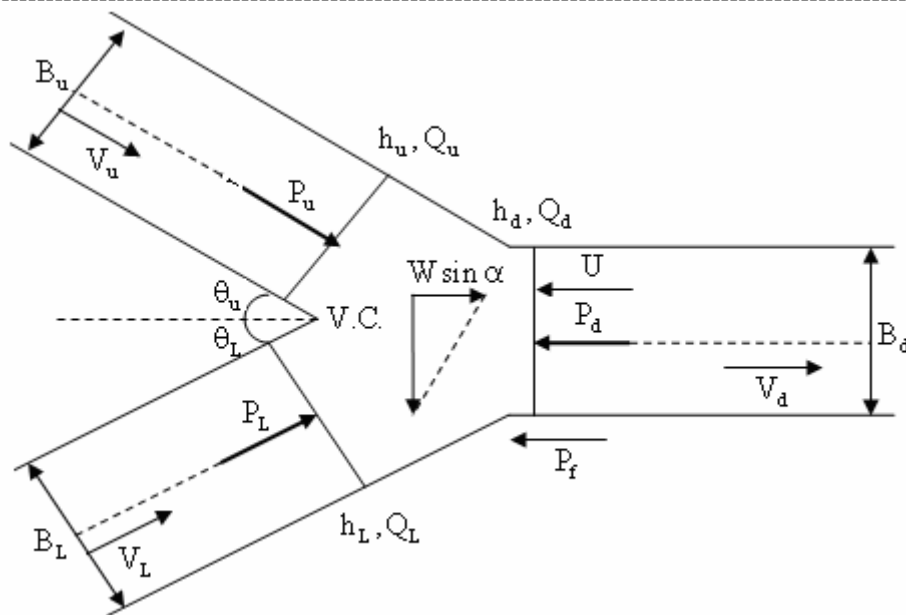 B_u
V_u
P_u
h_u, Q_u
h_d, Q_d
W sin α
U
P_d
B_d
V_d
P_f
θ_u
θ_L
V.C.
P_L
B_L
V_L
h_L, Q_L